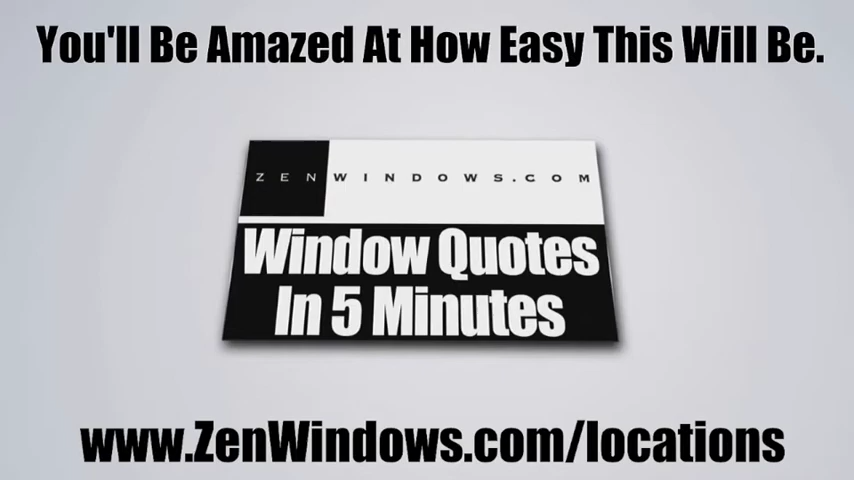 You'll Be Amazed At How Easy This Will Be.
ZENWINDOWS.COM
Window Quotes
In 5 Minutes
www.ZenWindows.com/locations